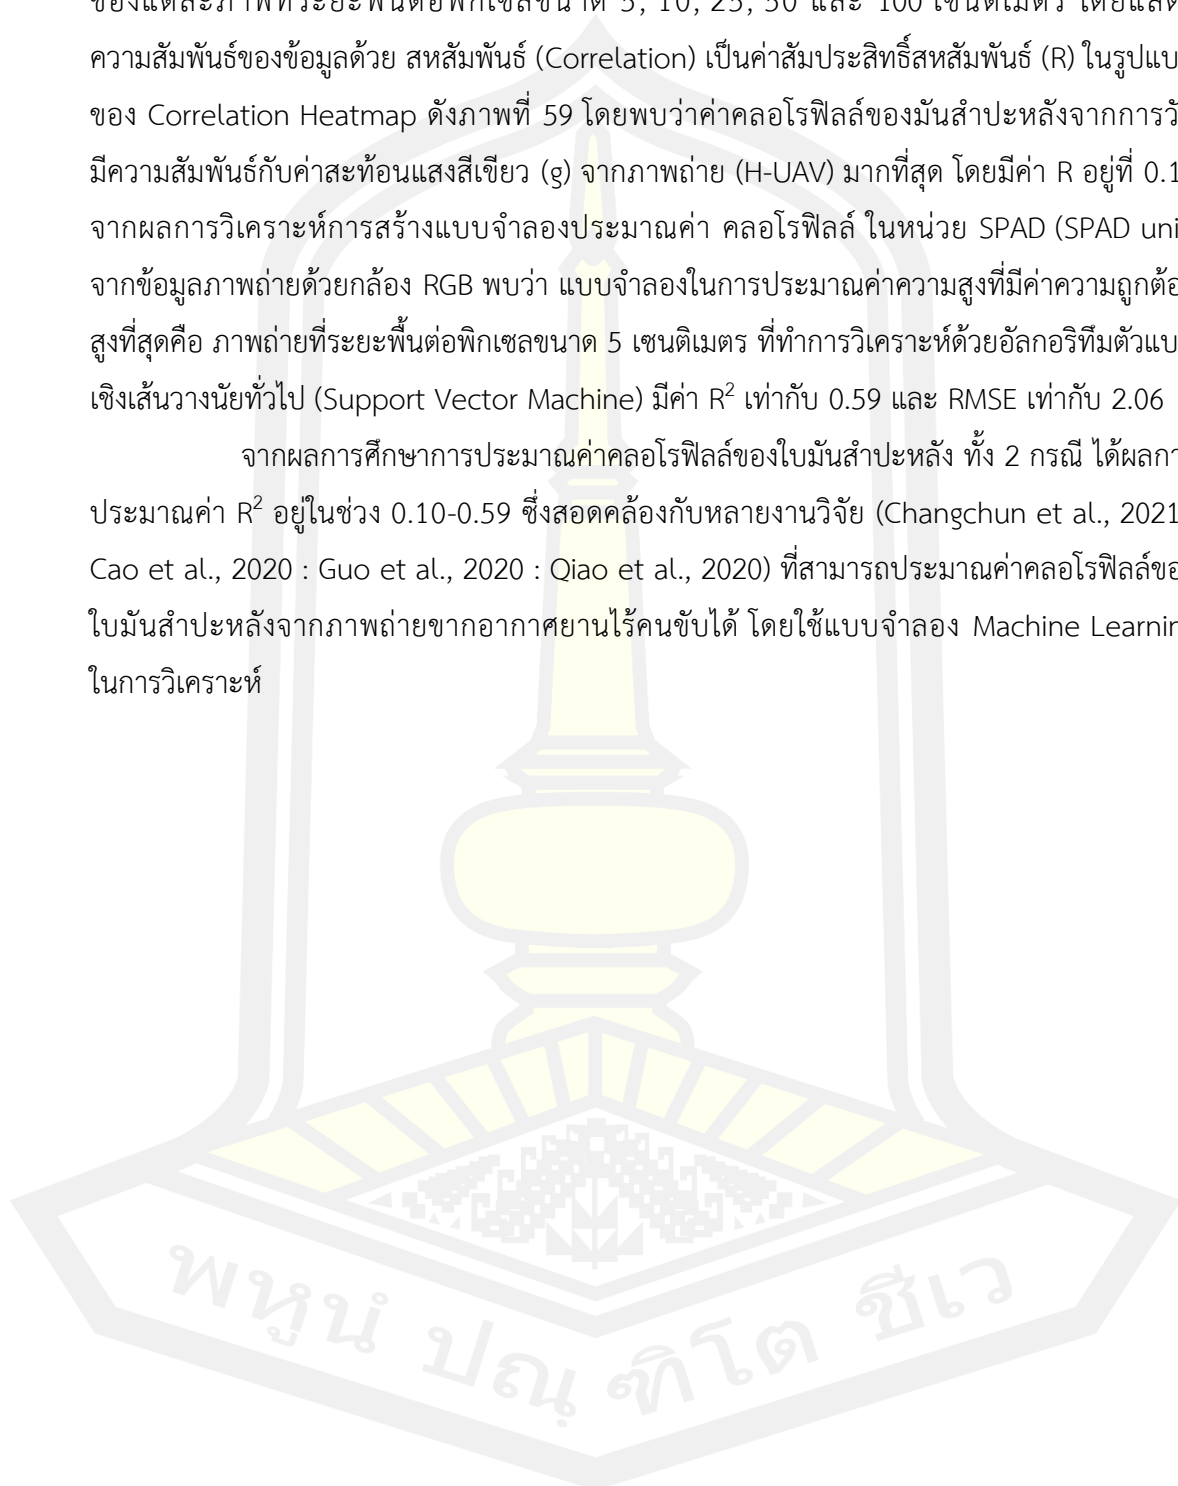 ของแต่ละภาพที่ระยะพื้นต่อพิกเซลขนาด 5, 10, 25, 50 และ 100 เซนติเมตร
ความสัมพันธ์ของข้อมูลด้วย สหสัมพันธ์ (Correlation) เป็นค่าสัมประสิทธิ์สหสัมพันธ์ (R) ในรูปแบ
ของ Correlation Heatmap ดังภาพที่ 59 โดยพบว่าค่าคลอโรฟิลล์ของมันสำปะหลังจากการวั
มีความสัมพันธ์กับค่าสะท้อนแสงสีเขียว (g) จากภาพถ่าย (H-UAV) มากที่สุด โดยมีค่า R อยู่ที่ 0.1
จากผลการวิเคราะห์การสร้างแบบจำลองประมาณค่า คลอโรฟิลล์ ในหน่วย SPAD (SPAD uni
จากข้อมูลภาพถ่ายด้วยกล้อง RGB พบว่า แบบจำลองในการประมาณค่าความสูงที่มีค่าความถูกต้อ
สูงที่สุดคือ ภาพถ่ายที่ระยะพื้นต่อพิกเซลขนาด 5 เซนติเมตร ที่ทำการวิเคราะห์ด้วยอัลกอริทึมตัวแบ
เชิงเส้นวางนัยทั่วไป (Support Vector Machine) มีค่า R² เท่ากับ 0.59 และ RMSE เท่ากับ 2.06
จากผลการศึกษาการประมาณค่าคลอโรฟิลล์ของใบมันสำปะหลัง ทั้ง 2 กรณี ได้ผลกา
ประมาณค่า R² อยู่ในช่วง 0.10-0.59 ซึ่งสอดคล้องกับหลายงานวิจัย (Changchun et al., 2021
Cao et al., 2020 : Guo et al., 2020 : Qiao et al., 2020) ที่สามารถประมาณค่าคลอโรฟิลล์ขอ
ใบมันสำปะหลังจากภาพถ่ายขากอากาศยานไร้คนขับได้ โดยใช้แบบจำลอง Machine Learnin
ในการวิเคราะห์
พหูนํ ปณฺฑิโต ชีเว